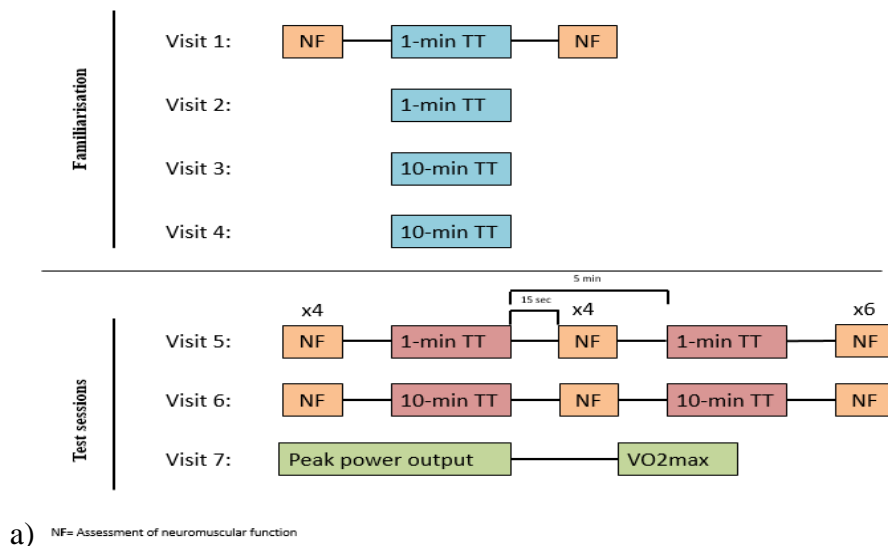 Familiarisation
Visit 1: NF 1-min TT NF
Visit 2: 1-min TT
Visit 3: 10-min TT
Visit 4: 10-min TT
Test sessions
5 min
x4 15 sec x4 x6
Visit 5: NF 1-min TT NF 1-min TT NF
Visit 6: NF 10-min TT NF 10-min TT NF
Visit 7: Peak power output VO2max
a) NF= Assessment of neuromuscular function